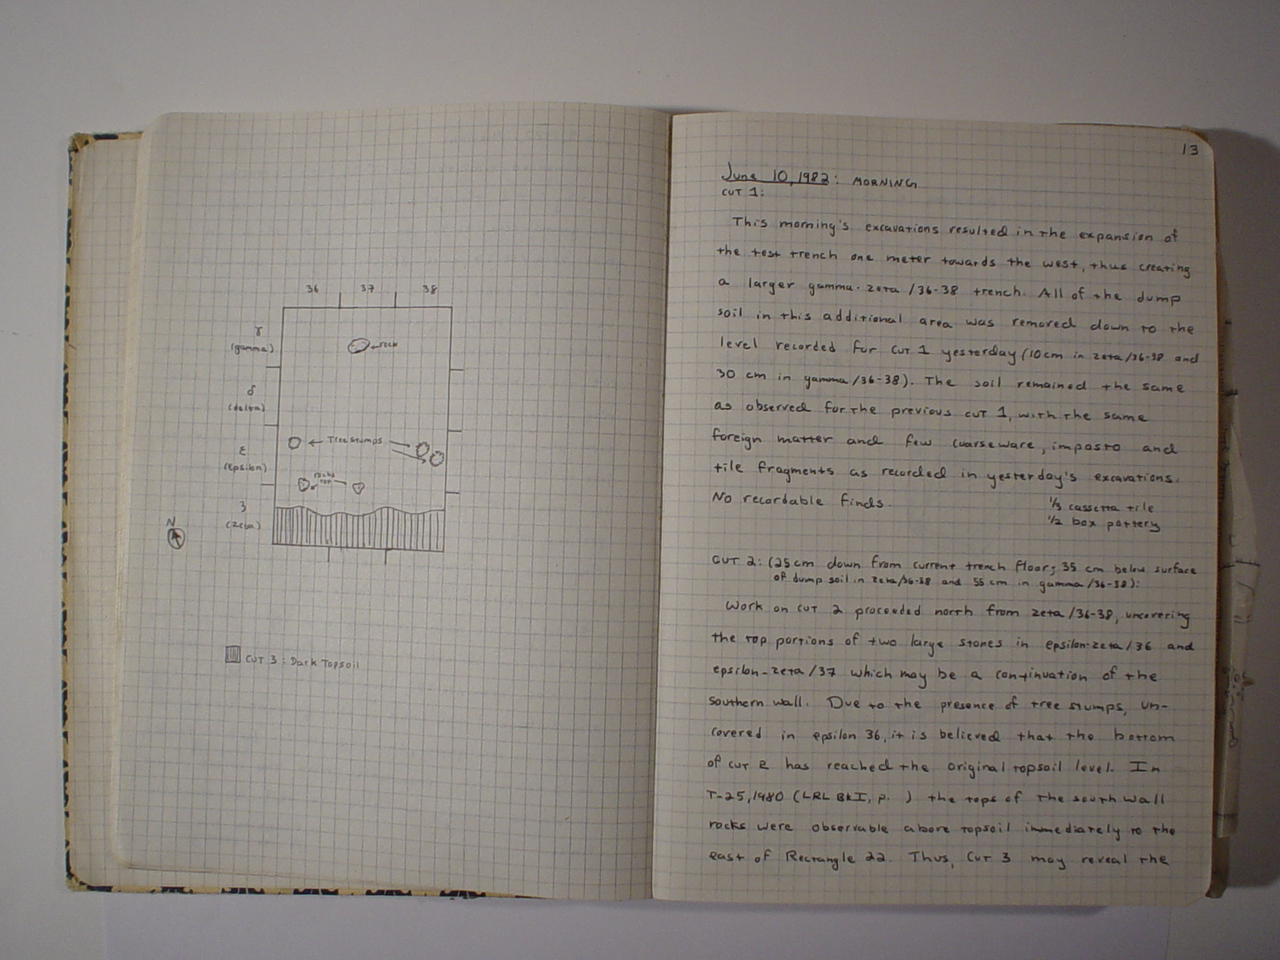 36 37 38
γ
(gamma)
← rock
δ
(delta)
← Tree stumps
ε
(epsilon)
rocks
ζ
(zeta)
N
CUT 3: Dark Topsoil
13
June 10, 1982: MORNING
CUT 1:
This morning's excavations resulted in the expansion of
the test trench one meter towards the west, thus creating
a larger gamma-zeta/36-38 trench. All of the dump
soil in this additional area was removed down to the
level recorded for CUT 1 yesterday (10cm in zeta/36-38 and
30 cm in gamma/36-38). The soil remained the same
as observed for the previous CUT 1, with the same
foreign matter and few coarseware, impasto and
tile fragments as recorded in yesterday's excavations.
No recordable finds.
1/3 cassetta tile
1/2 box pottery
CUT 2: (25cm down from current trench floor; 35 cm below surface
of dump soil in zeta/36-38 and 55 cm in gamma/36-38):
Work on CUT 2 proceeded north from zeta/36-38, uncovering
the top portions of two large stones in epsilon-zeta/36 and
epsilon-zeta/37 which may be a continuation of the
southern wall. Due to the presence of tree stumps, un-
covered in epsilon 36, it is believed that the bottom
of CUT 2 has reached the original topsoil level. In
T-25, 1980 (LRL BkI, p. ) the tops of the south wall
rocks were observable above topsoil immediately to the
east of Rectangle 22. Thus, CUT 3 may reveal the